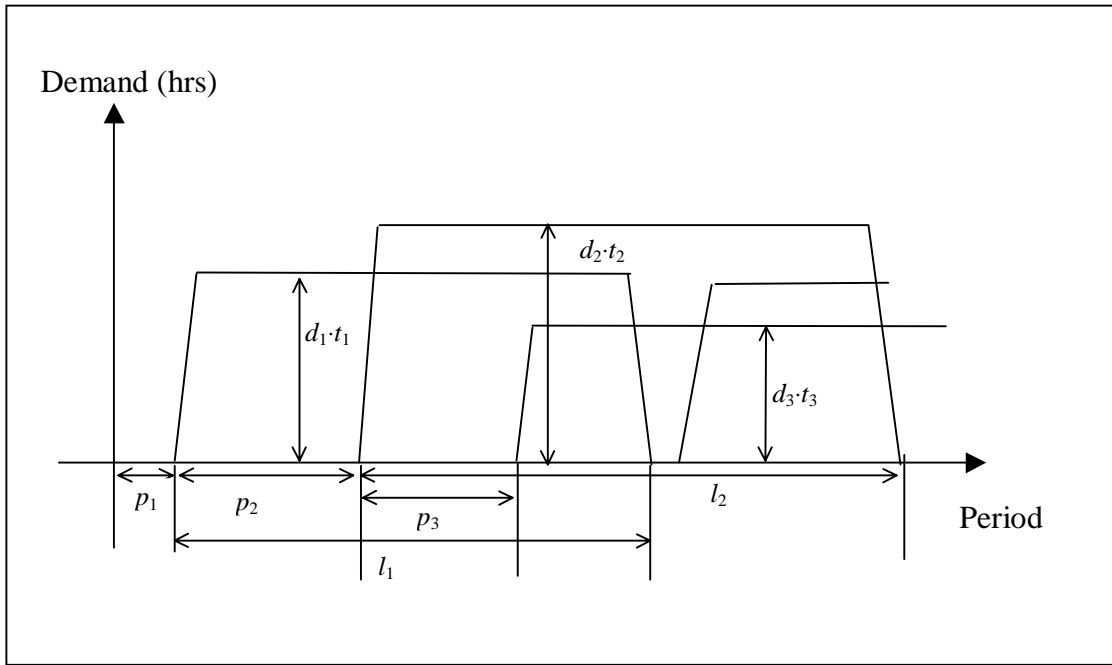 Demand (hrs)
d₂·t₂
d₁·t₁
d₃·t₃
p₁
p₂
l₂
p₃
Period
l₁